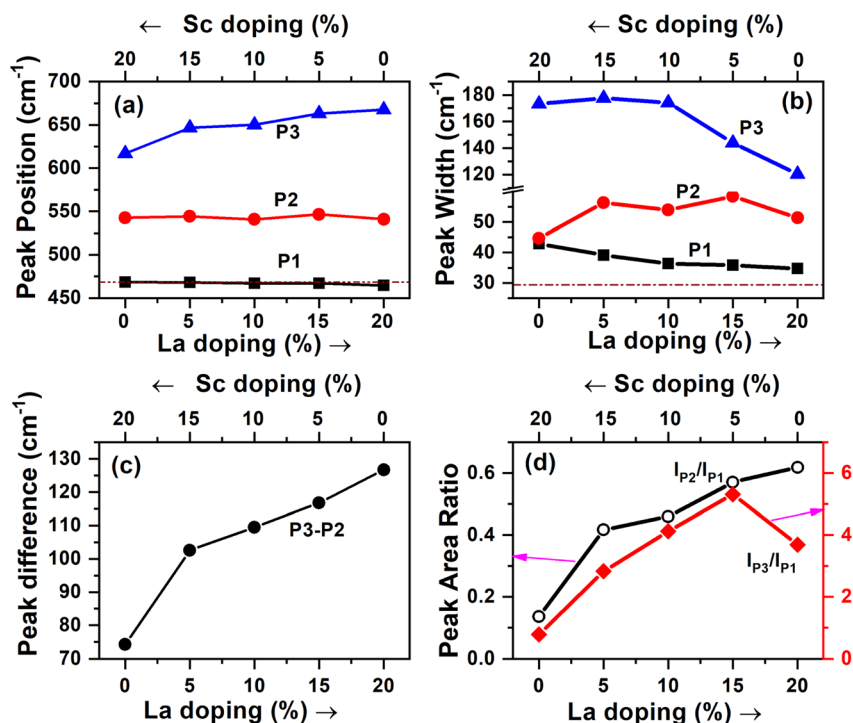 ← Sc doping (%)
20 15 10 5 0
700
650
600
550
500
450
Peak Position (cm⁻¹)
(a)
P3
P2
P1
0 5 10 15 20
La doping (%) →
← Sc doping (%)
20 15 10 5 0
180
160
140
120
50
40
30
Peak Width (cm⁻¹)
(b)
P3
P2
P1
0 5 10 15 20
La doping (%) →
← Sc doping (%)
20 15 10 5 0
130
120
110
100
90
80
70
Peak difference (cm⁻¹)
(c)
P3-P2
0 5 10 15 20
La doping (%) →
← Sc doping (%)
20 15 10 5 0
0.6
0.4
0.2
0.0
Peak Area Ratio
(d)
I_P2/I_P1
I_P3/I_P1
6
4
2
0
0 5 10 15 20
La doping (%) →